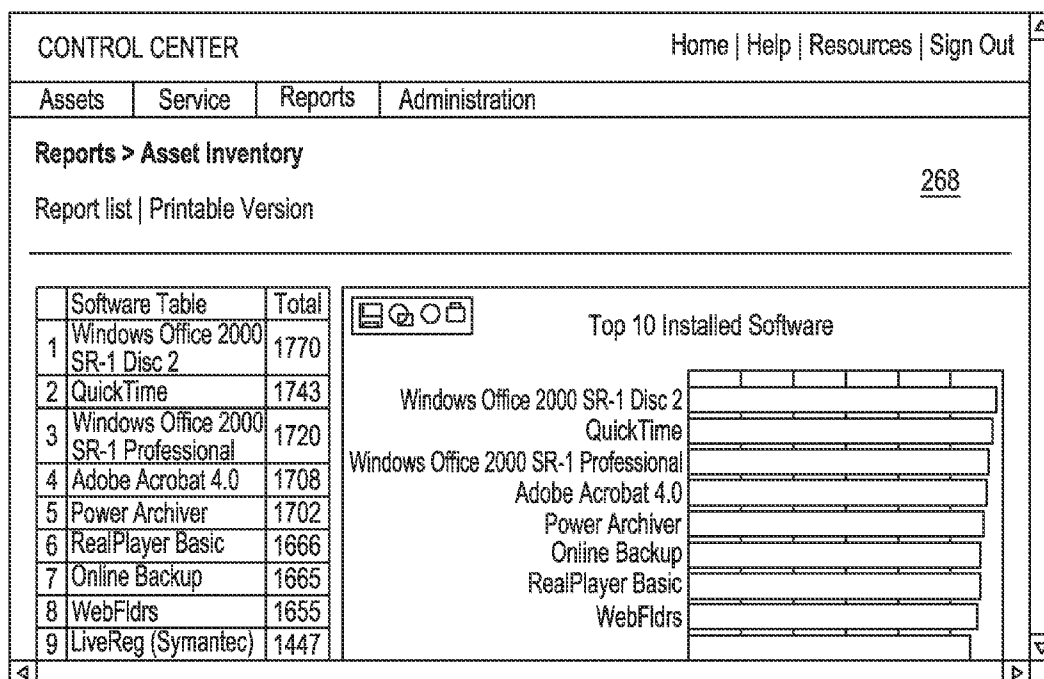 CONTROL CENTER
Home | Help | Resources | Sign Out
Assets
Service
Reports
Administration
Reports > Asset Inventory
268
Report list | Printable Version
Software Table Total
1 Windows Office 2000 SR-1 Disc 2 1770
2 QuickTime 1743
3 Windows Office 2000 SR-1 Professional 1720
4 Adobe Acrobat 4.0 1708
5 Power Archiver 1702
6 RealPlayer Basic 1666
7 Online Backup 1665
8 WebFldrs 1655
9 LiveReg (Symantec) 1447
Top 10 Installed Software
Windows Office 2000 SR-1 Disc 2
QuickTime
Windows Office 2000 SR-1 Professional
Adobe Acrobat 4.0
Power Archiver
Online Backup
RealPlayer Basic
WebFldrs